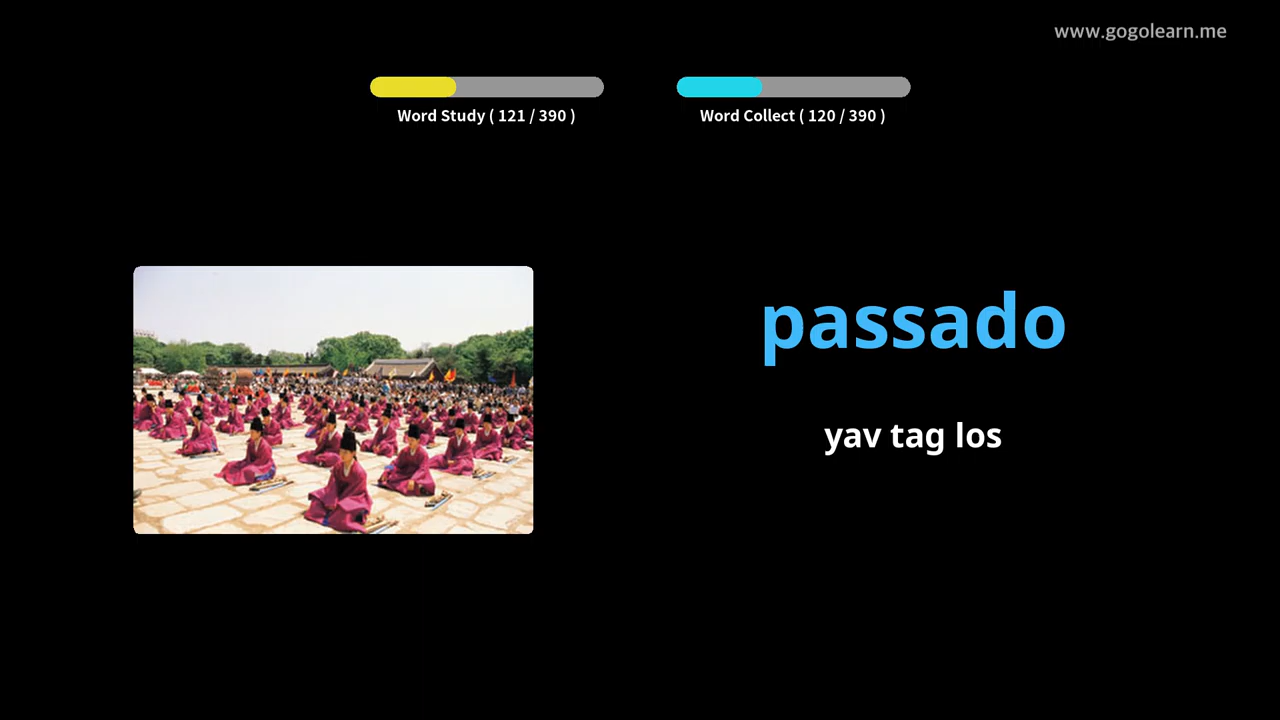 www.gogolearn.me
Word Study ( 121 / 390 )
Word Collect ( 120 / 390 )
passado
yav tag los